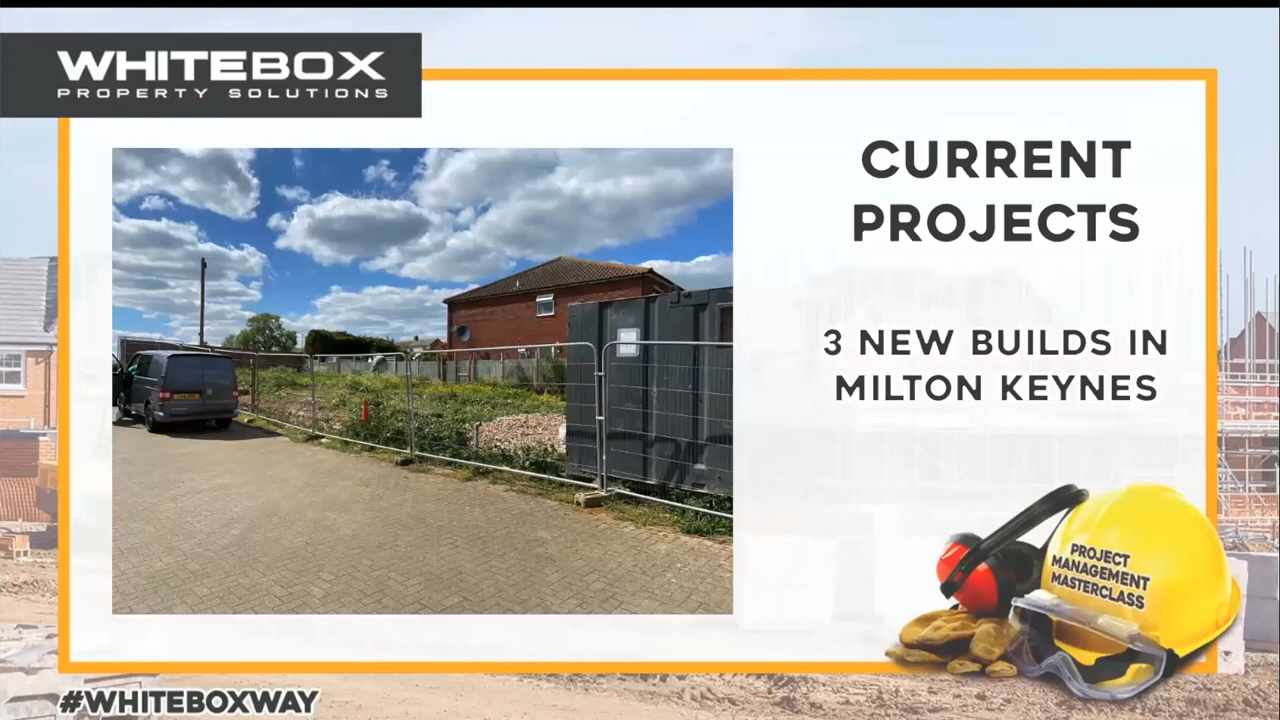 WHITEBOX
PROPERTY SOLUTIONS
CURRENT
PROJECTS
3 NEW BUILDS IN
MILTON KEYNES
PROJECT
MANAGEMENT
MASTERCLASS
#WHITEBOXWAY